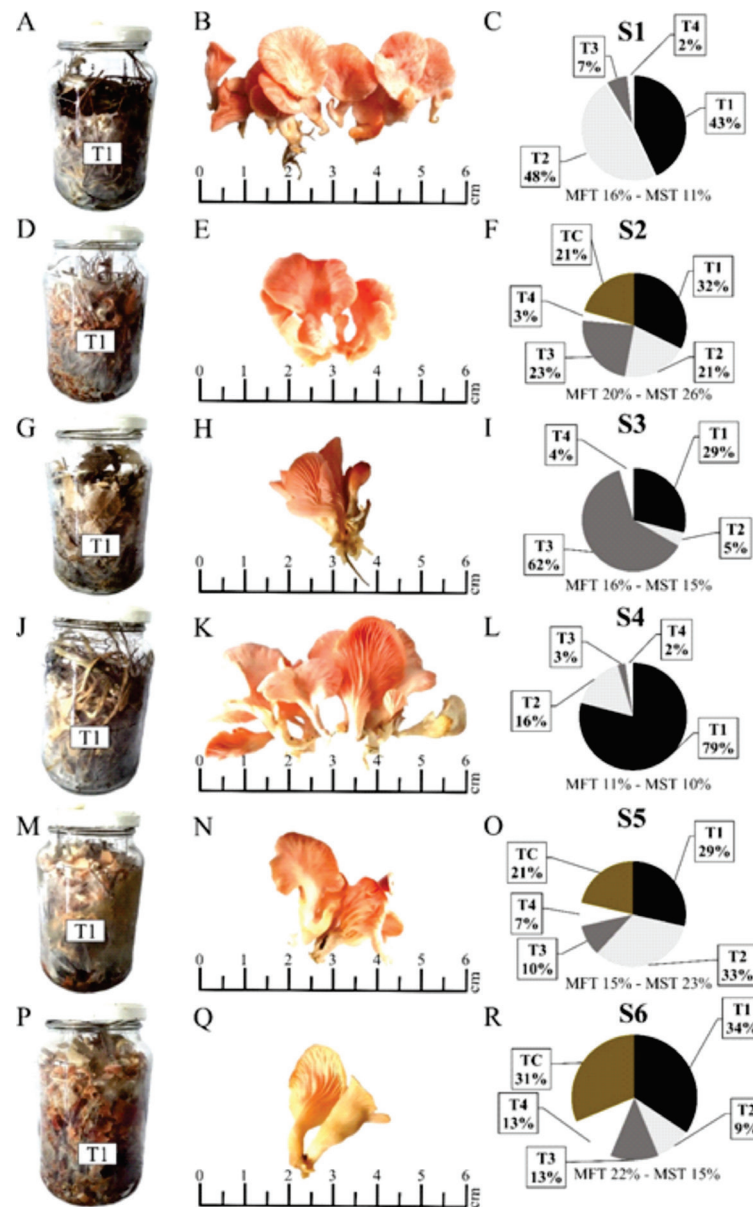 A
B
C
S1
T4
2%
T3
7%
T1
43%
T2
48%
T1
0 1 2 3 4 5 6
cm
MFT 16% - MST 11%
D
E
F
S2
TC
21%
T1
32%
T4
3%
T3
23%
T2
21%
T1
0 1 2 3 4 5 6
cm
MFT 20% - MST 26%
G
H
I
S3
T4
4%
T1
29%
T2
5%
T3
62%
T1
0 1 2 3 4 5 6
cm
MFT 16% - MST 15%
J
K
L
S4
T3
3%
T4
2%
T2
16%
T1
79%
T1
0 1 2 3 4 5 6
cm
MFT 11% - MST 10%
M
N
O
S5
TC
21%
T1
29%
T4
7%
T3
10%
T2
33%
T1
0 1 2 3 4 5 6
cm
MFT 15% - MST 23%
P
Q
R
S6
T1
34%
TC
31%
T4
13%
T2
9%
T3
13%
T1
0 1 2 3 4 5 6
cm
MFT 22% - MST 15%